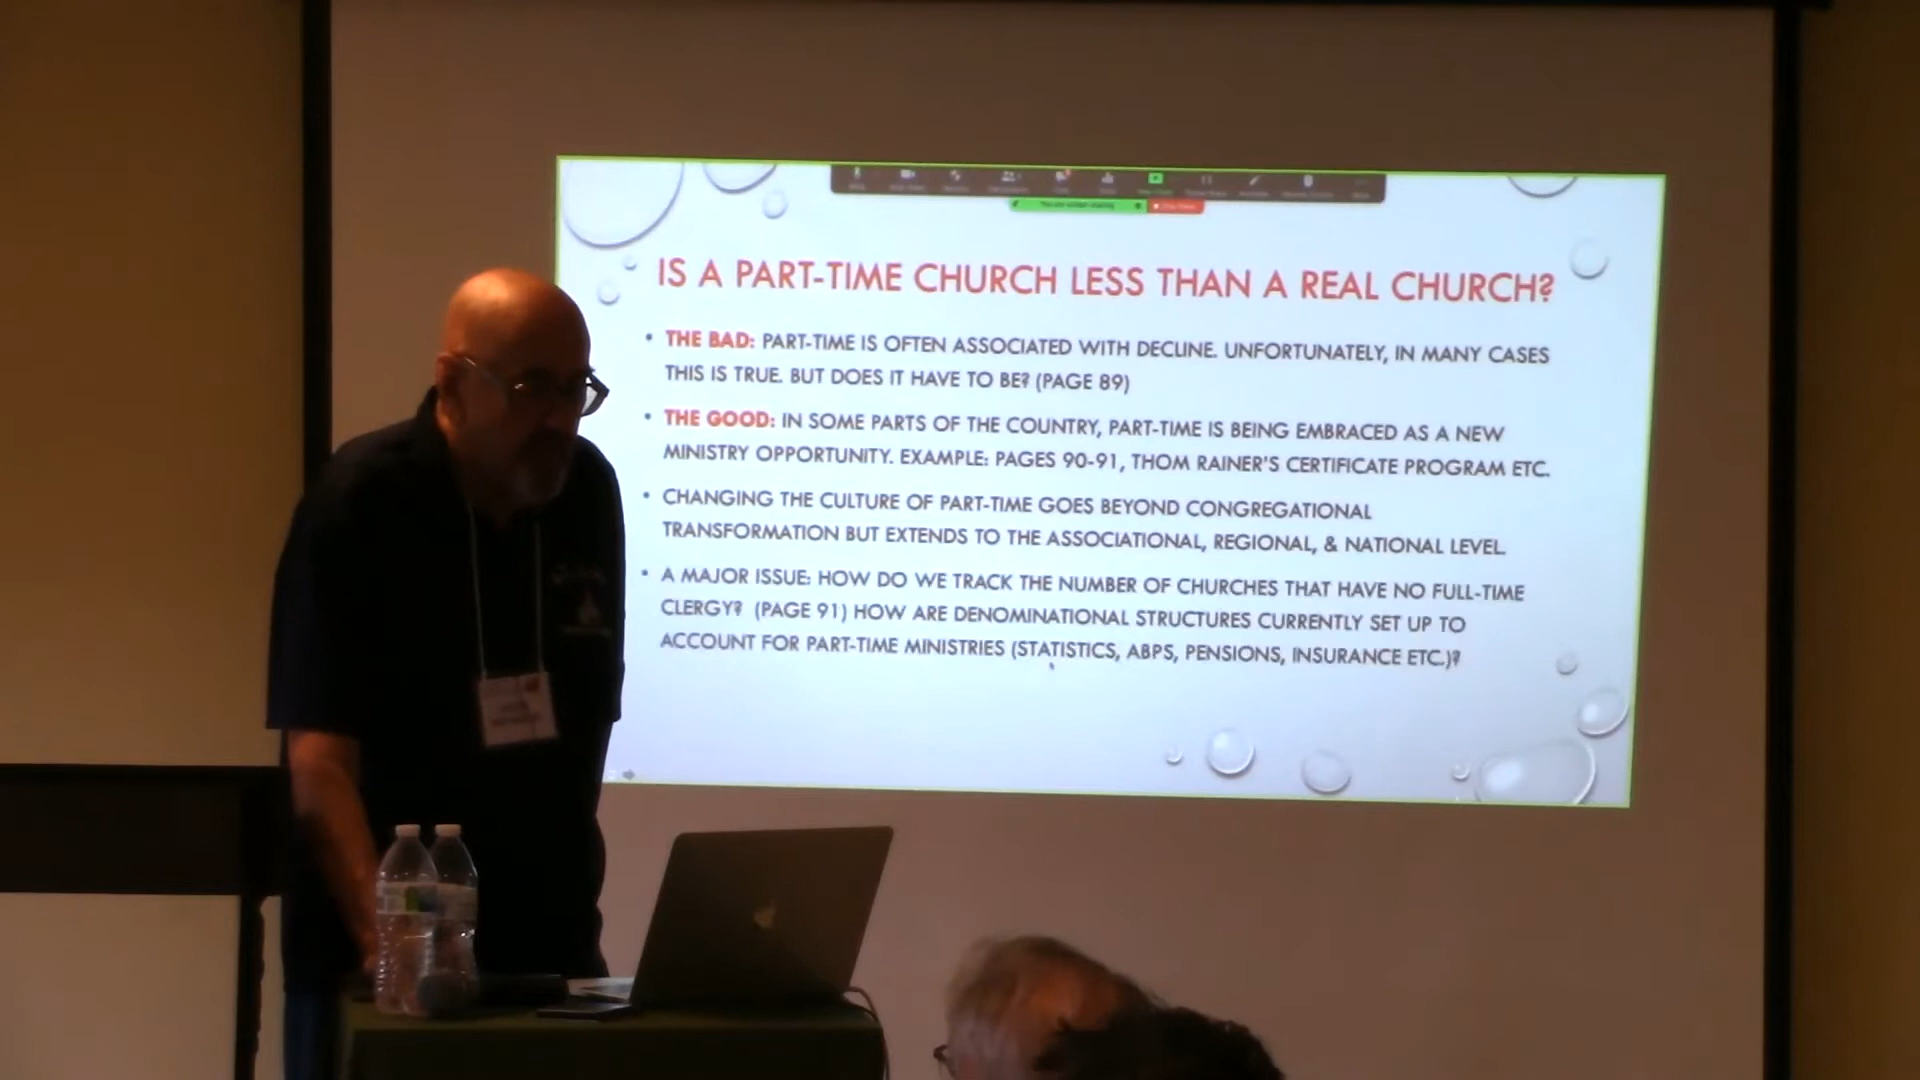 IS A PART-TIME CHURCH LESS THAN A REAL CHURCH?
• THE BAD: PART-TIME IS OFTEN ASSOCIATED WITH DECLINE. UNFORTUNATELY, IN MANY CASES
THIS IS TRUE. BUT DOES IT HAVE TO BE? (PAGE 89)
• THE GOOD: IN SOME PARTS OF THE COUNTRY, PART-TIME IS BEING EMBRACED AS A NEW
MINISTRY OPPORTUNITY. EXAMPLE: PAGES 90-91, THOM RAINER'S CERTIFICATE PROGRAM ETC.
• CHANGING THE CULTURE OF PART-TIME GOES BEYOND CONGREGATIONAL
TRANSFORMATION BUT EXTENDS TO THE ASSOCIATIONAL, REGIONAL, & NATIONAL LEVEL.
• A MAJOR ISSUE: HOW DO WE TRACK THE NUMBER OF CHURCHES THAT HAVE NO FULL-TIME
CLERGY? (PAGE 91) HOW ARE DENOMINATIONAL STRUCTURES CURRENTLY SET UP TO
ACCOUNT FOR PART-TIME MINISTRIES (STATISTICS, ABPS, PENSIONS, INSURANCE ETC.)?